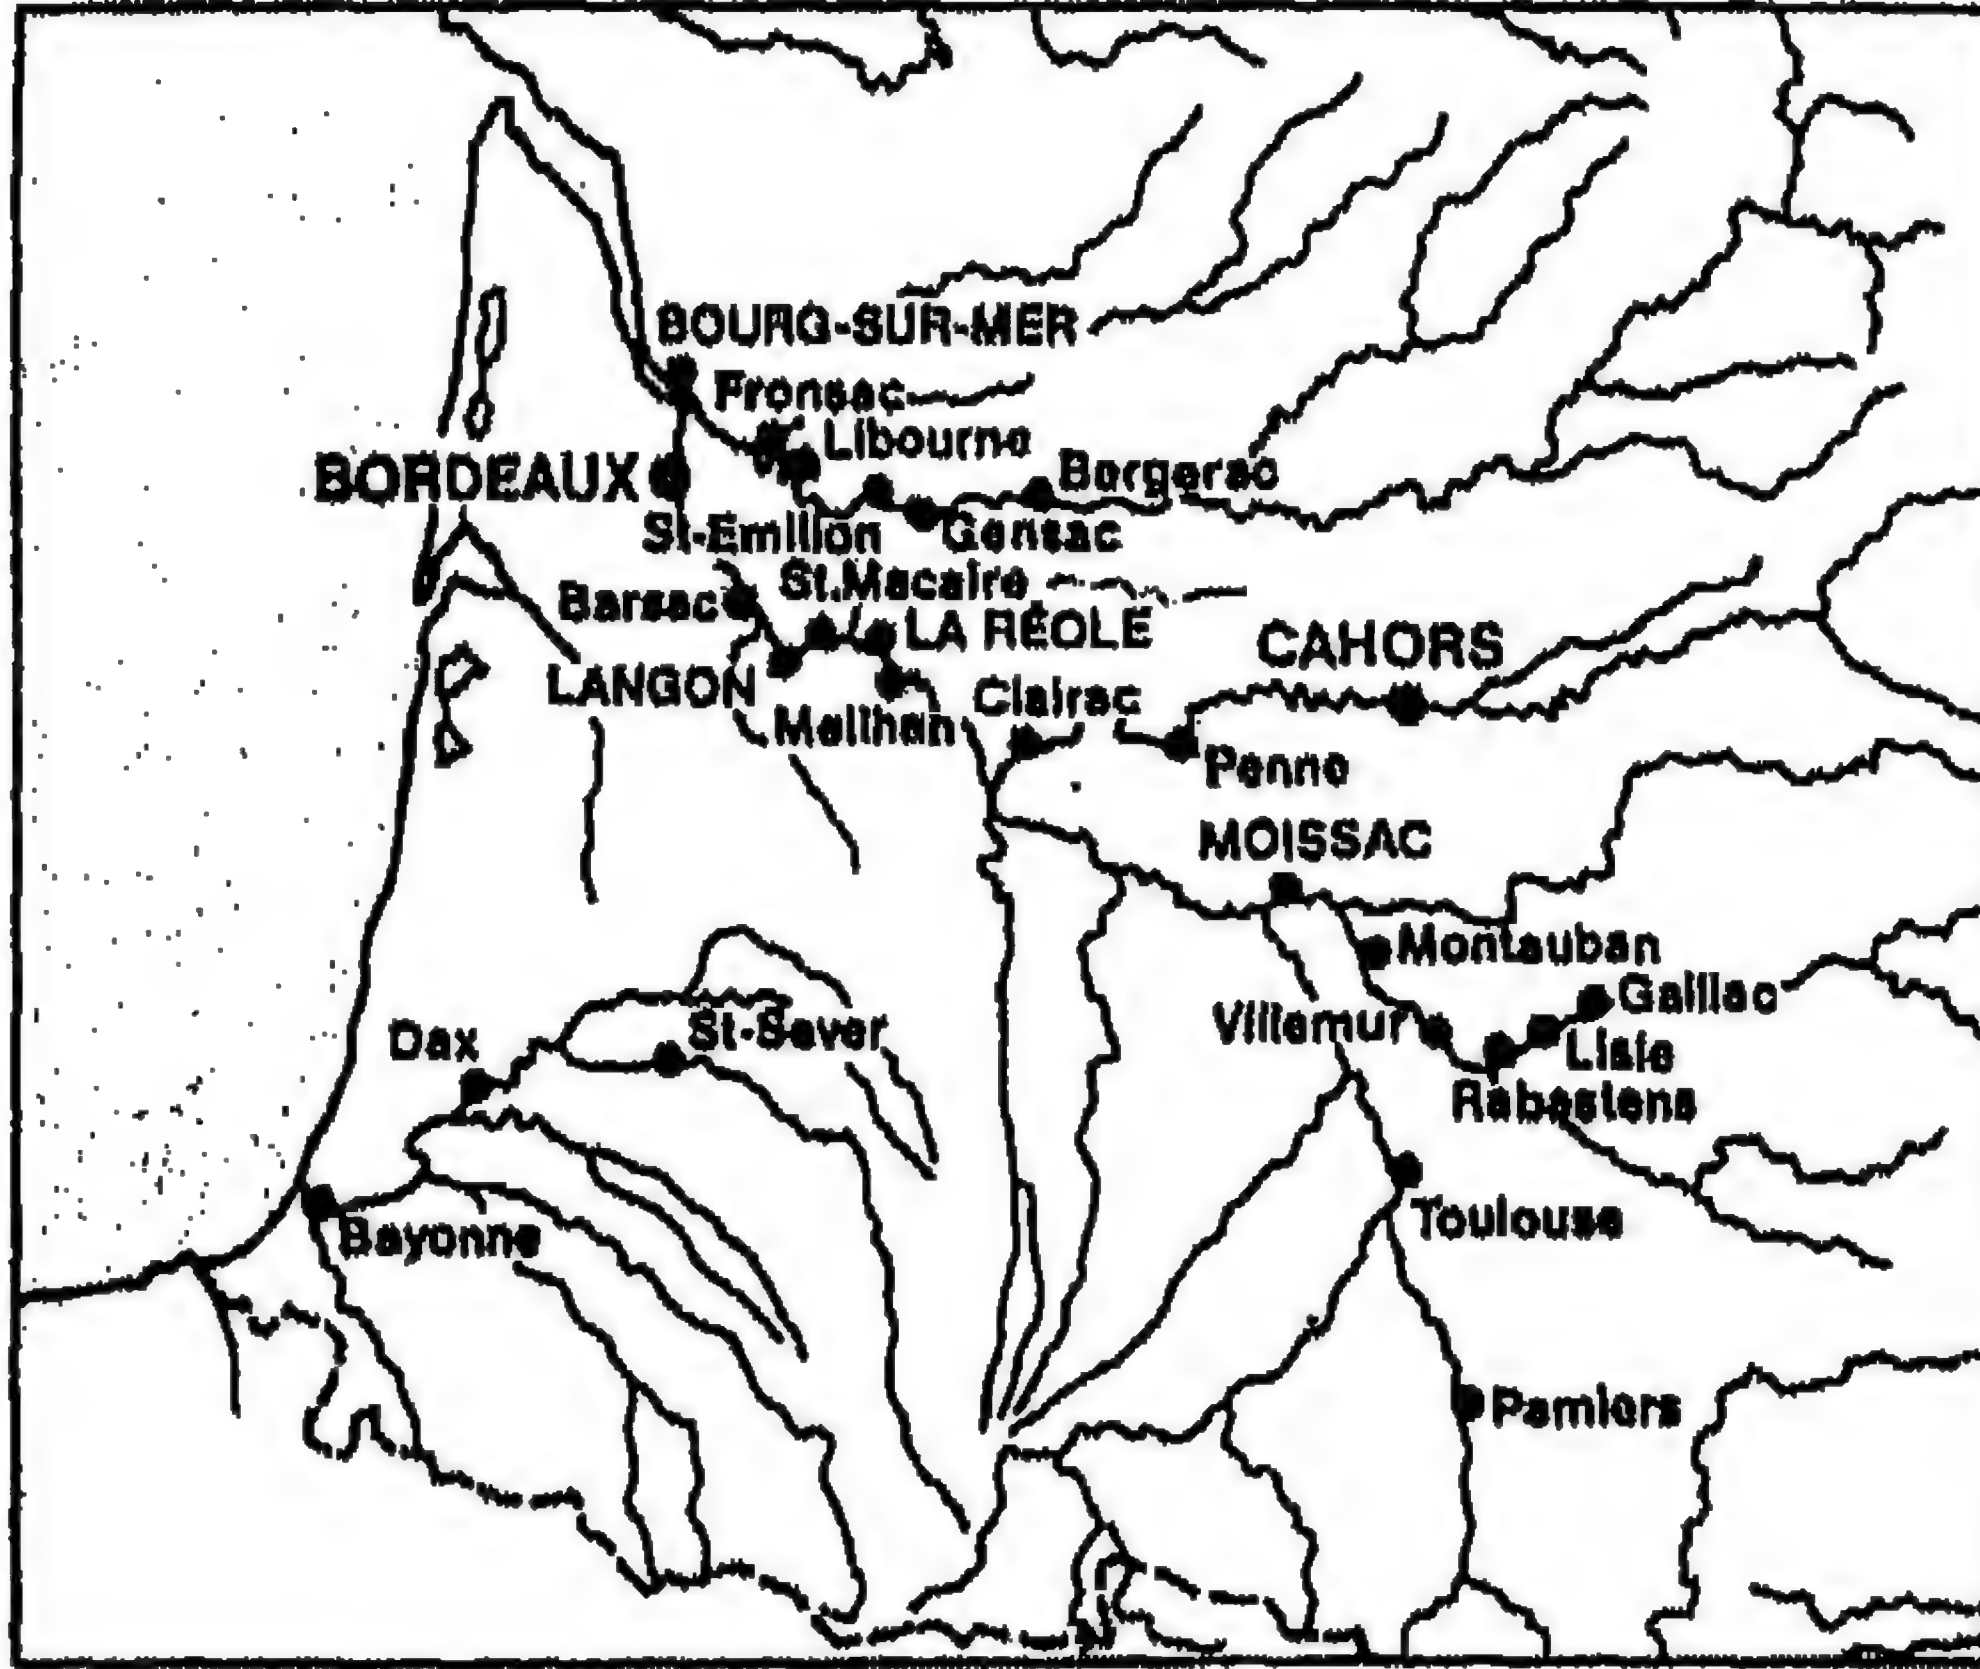 BOURG-SUR-MER
Fronsac
Libourne
BORDEAUX
Bergerac
St-Emilion
Gensac
St.Macaire
Barsac
LA RÉOLE
CAHORS
LANGON
Clairac
Meilhan
Penne
MOISSAC
Montauban
Gaillac
Villemur
St-Sever
Dax
Lisle
Rabastens
Toulouse
Bayonne
Pamiers